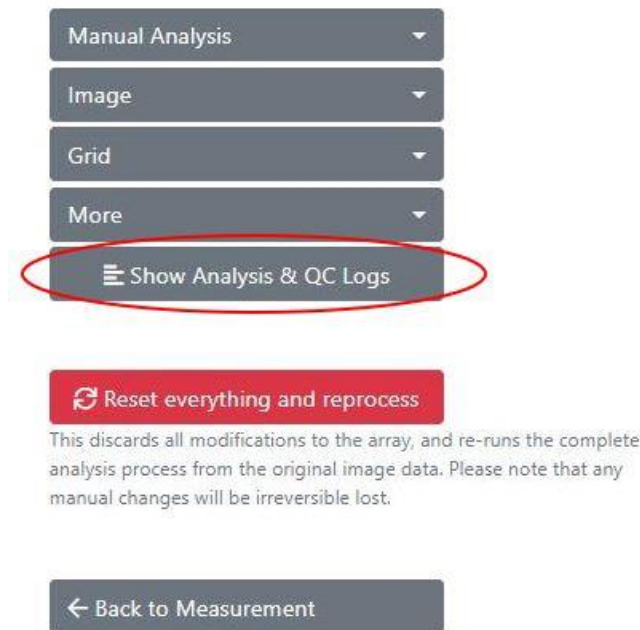 Manual Analysis
Image
Grid
More
Show Analysis & QC Logs
Reset everything and reprocess
This discards all modifications to the array, and re-runs the complete
analysis process from the original image data. Please note that any
manual changes will be irreversible lost.
Back to Measurement